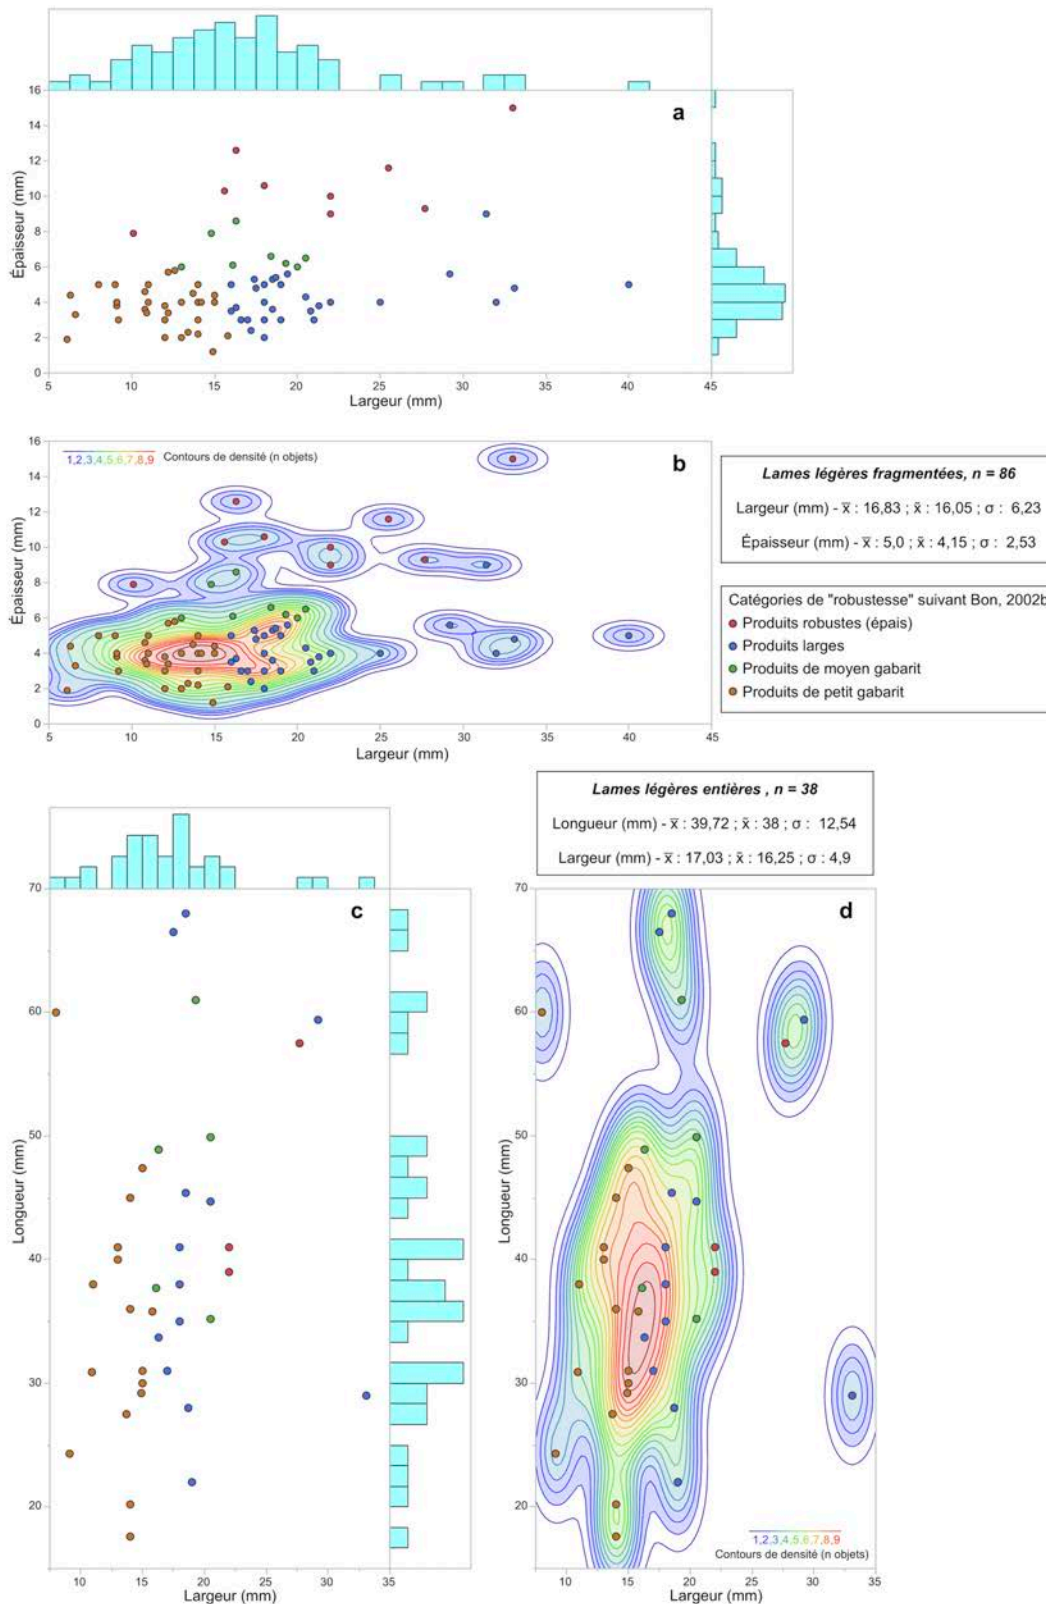 a
16
14
12
10
8
6
4
2
0
Épaisseur (mm)
5 10 15 20 25 30 35 40 45
Largeur (mm)
b
1,2,3,4,5,6,7,8,9 Contours de densité (n objets)
16
14
12
10
8
6
4
2
0
Épaisseur (mm)
5 10 15 20 25 30 35 40 45
Largeur (mm)
Lames légères fragmentées, n = 86
Largeur (mm) - x̅ : 16,83 ; x̃ : 16,05 ; σ : 6,23
Épaisseur (mm) - x̅ : 5,0 ; x̃ : 4,15 ; σ : 2,53
Catégories de "robustesse" suivant Bon, 2002b
Produits robustes (épais)
Produits larges
Produits de moyen gabarit
Produits de petit gabarit
Lames légères entières , n = 38
Longueur (mm) - x̅ : 39,72 ; x̃ : 38 ; σ : 12,54
Largeur (mm) - x̅ : 17,03 ; x̃ : 16,25 ; σ : 4,9
c
70
60
50
40
30
20
Longueur (mm)
10 15 20 25 30 35
Largeur (mm)
d
70
60
50
40
30
20
Longueur (mm)
1,2,3,4,5,6,7,8,9
Contours de densité (n objets)
10 15 20 25 30 35
Largeur (mm)